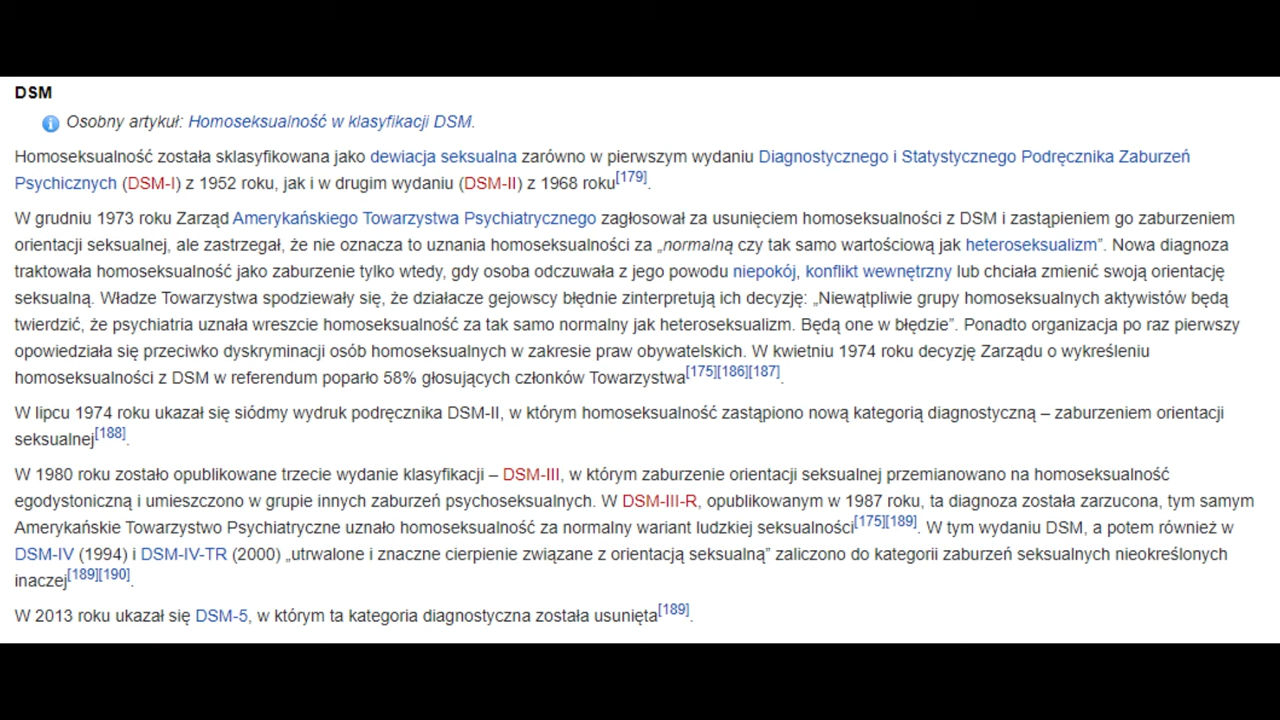 DSM
Osobny artykuł: Homoseksualność w klasyfikacji DSM.
Homoseksualność została sklasyfikowana jako dewiacja seksualna zarówno w pierwszym wydaniu Diagnostycznego i Statystycznego Podręcznika Zaburzeń
Psychicznych (DSM-I) z 1952 roku, jak i w drugim wydaniu (DSM-II) z 1968 roku[179].
W grudniu 1973 roku Zarząd Amerykańskiego Towarzystwa Psychiatrycznego zagłosował za usunięciem homoseksualności z DSM i zastąpieniem go zaburzeniem
orientacji seksualnej, ale zastrzegał, że nie oznacza to uznania homoseksualności za „normalną czy tak samo wartościową jak heteroseksualizm”. Nowa diagnoza
traktowała homoseksualność jako zaburzenie tylko wtedy, gdy osoba odczuwała z jego powodu niepokój, konflikt wewnętrzny lub chciała zmienić swoją orientację
seksualną. Władze Towarzystwa spodziewały się, że działacze gejowscy błędnie zinterpretują ich decyzję: „Niewątpliwie grupy homoseksualnych aktywistów będą
twierdzić, że psychiatria uznała wreszcie homoseksualność za tak samo normalny jak heteroseksualizm. Będą one w błędzie”. Ponadto organizacja po raz pierwszy
opowiedziała się przeciwko dyskryminacji osób homoseksualnych w zakresie praw obywatelskich. W kwietniu 1974 roku decyzję Zarządu o wykreśleniu
homoseksualności z DSM w referendum poparło 58% głosujących członków Towarzystwa[175][186][187].
W lipcu 1974 roku ukazał się siódmy wydruk podręcznika DSM-II, w którym homoseksualność zastąpiono nową kategorią diagnostyczną – zaburzeniem orientacji
seksualnej[188].
W 1980 roku zostało opublikowane trzecie wydanie klasyfikacji – DSM-III, w którym zaburzenie orientacji seksualnej przemianowano na homoseksualność
egodystoniczną i umieszczono w grupie innych zaburzeń psychoseksualnych. W DSM-III-R, opublikowanym w 1987 roku, ta diagnoza została zarzucona, tym samym
Amerykańskie Towarzystwo Psychiatryczne uznało homoseksualność za normalny wariant ludzkiej seksualności[175][189]. W tym wydaniu DSM, a potem również w
DSM-IV (1994) i DSM-IV-TR (2000) „utrwalone i znaczne cierpienie związane z orientacją seksualną” zaliczono do kategorii zaburzeń seksualnych nieokreślonych
inaczej[189][190].
W 2013 roku ukazał się DSM-5, w którym ta kategoria diagnostyczna została usunięta[189].